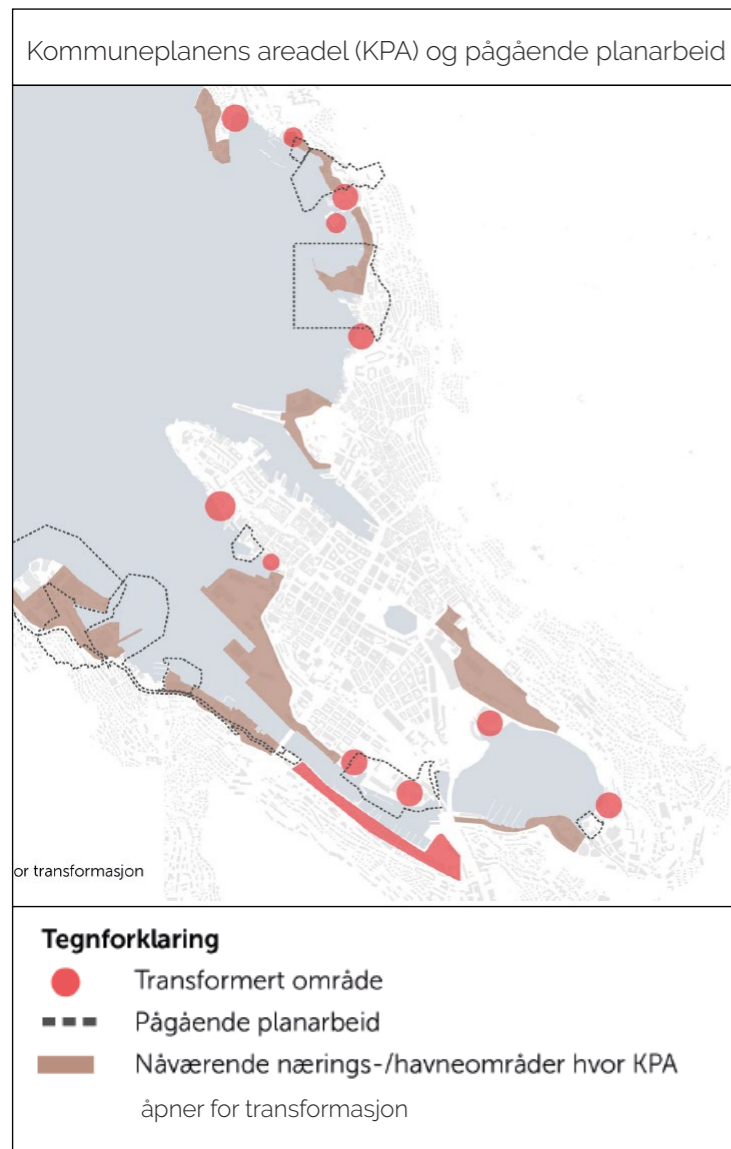 Kommuneplanens areadel (KPA) og pågående planarbeid
or transformasjon
Tegnforklaring
Transformert område
Pågående planarbeid
Nåværende nærings-/havneområder hvor KPA
åpner for transformasjon